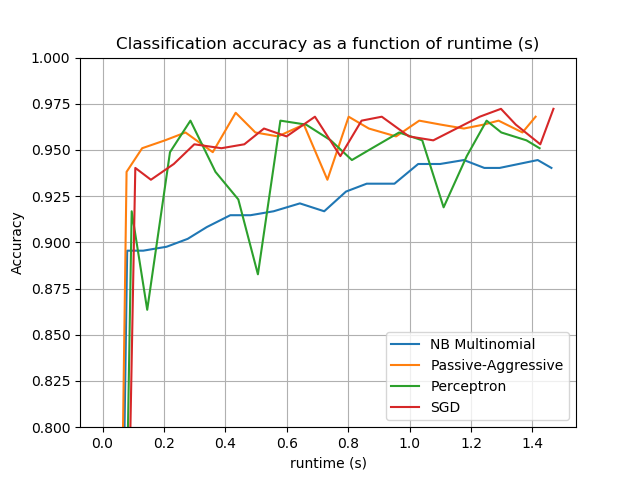 Classification accuracy as a function of runtime (s)
1.000
0.975
0.950
0.925
0.900
0.875
0.850
0.825
0.800
Accuracy
NB Multinomial
Passive-Aggressive
Perceptron
SGD
0.0 0.2 0.4 0.6 0.8 1.0 1.2 1.4
runtime (s)